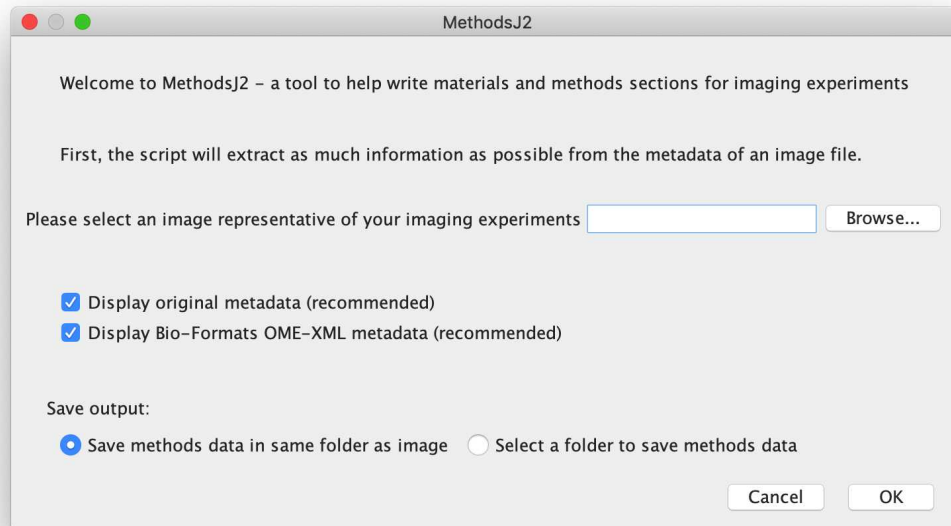 MethodsJ2
Welcome to MethodsJ2 – a tool to help write materials and methods sections for imaging experiments
First, the script will extract as much information as possible from the metadata of an image file.
Please select an image representative of your imaging experiments Browse...
Display original metadata (recommended)
Display Bio–Formats OME–XML metadata (recommended)
Save output:
Save methods data in same folder as image Select a folder to save methods data
Cancel OK